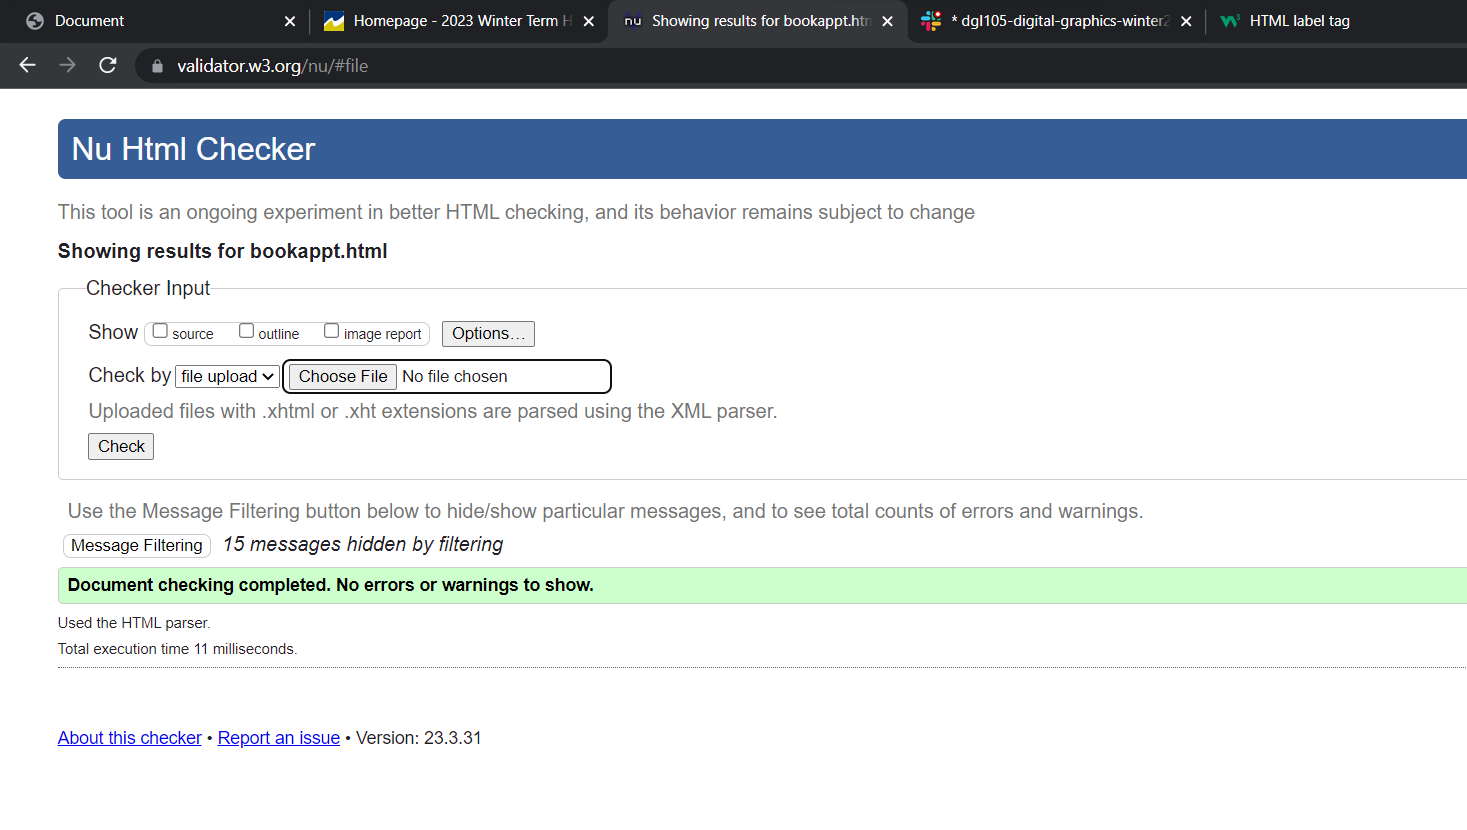 Document
Homepage - 2023 Winter Term H
nu Showing results for bookappt.htm
* dgl105-digital-graphics-winter2
W3 HTML label tag
validator.w3.org/nu/#file
Nu Html Checker
This tool is an ongoing experiment in better HTML checking, and its behavior remains subject to change
Showing results for bookappt.html
Checker Input
Show source outline image report Options...
Check by file upload Choose File No file chosen
Uploaded files with .xhtml or .xht extensions are parsed using the XML parser.
Check
Use the Message Filtering button below to hide/show particular messages, and to see total counts of errors and warnings.
Message Filtering 15 messages hidden by filtering
Document checking completed. No errors or warnings to show.
Used the HTML parser.
Total execution time 11 milliseconds.
About this checker • Report an issue • Version: 23.3.31